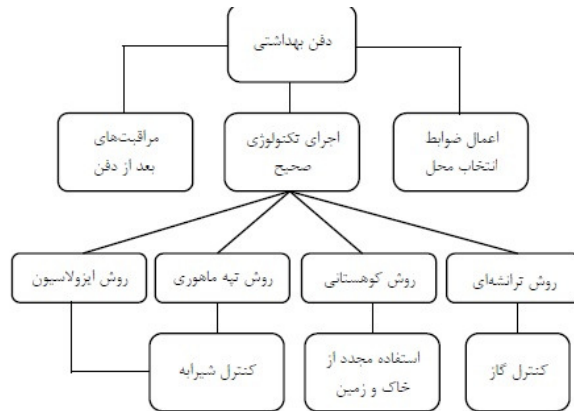 دفن بهداشتی
اعمال ضوابط
انتخاب محل
اجرای تکنولوژی
صحیح
مراقبت‌های
بعد از دفن
روش ترانشه‌ای
روش کوهستانی
روش تپه ماهوری
روش ایزولاسیون
کنترل گاز
استفاده مجدد از
خاک و زمین
کنترل شیرابه